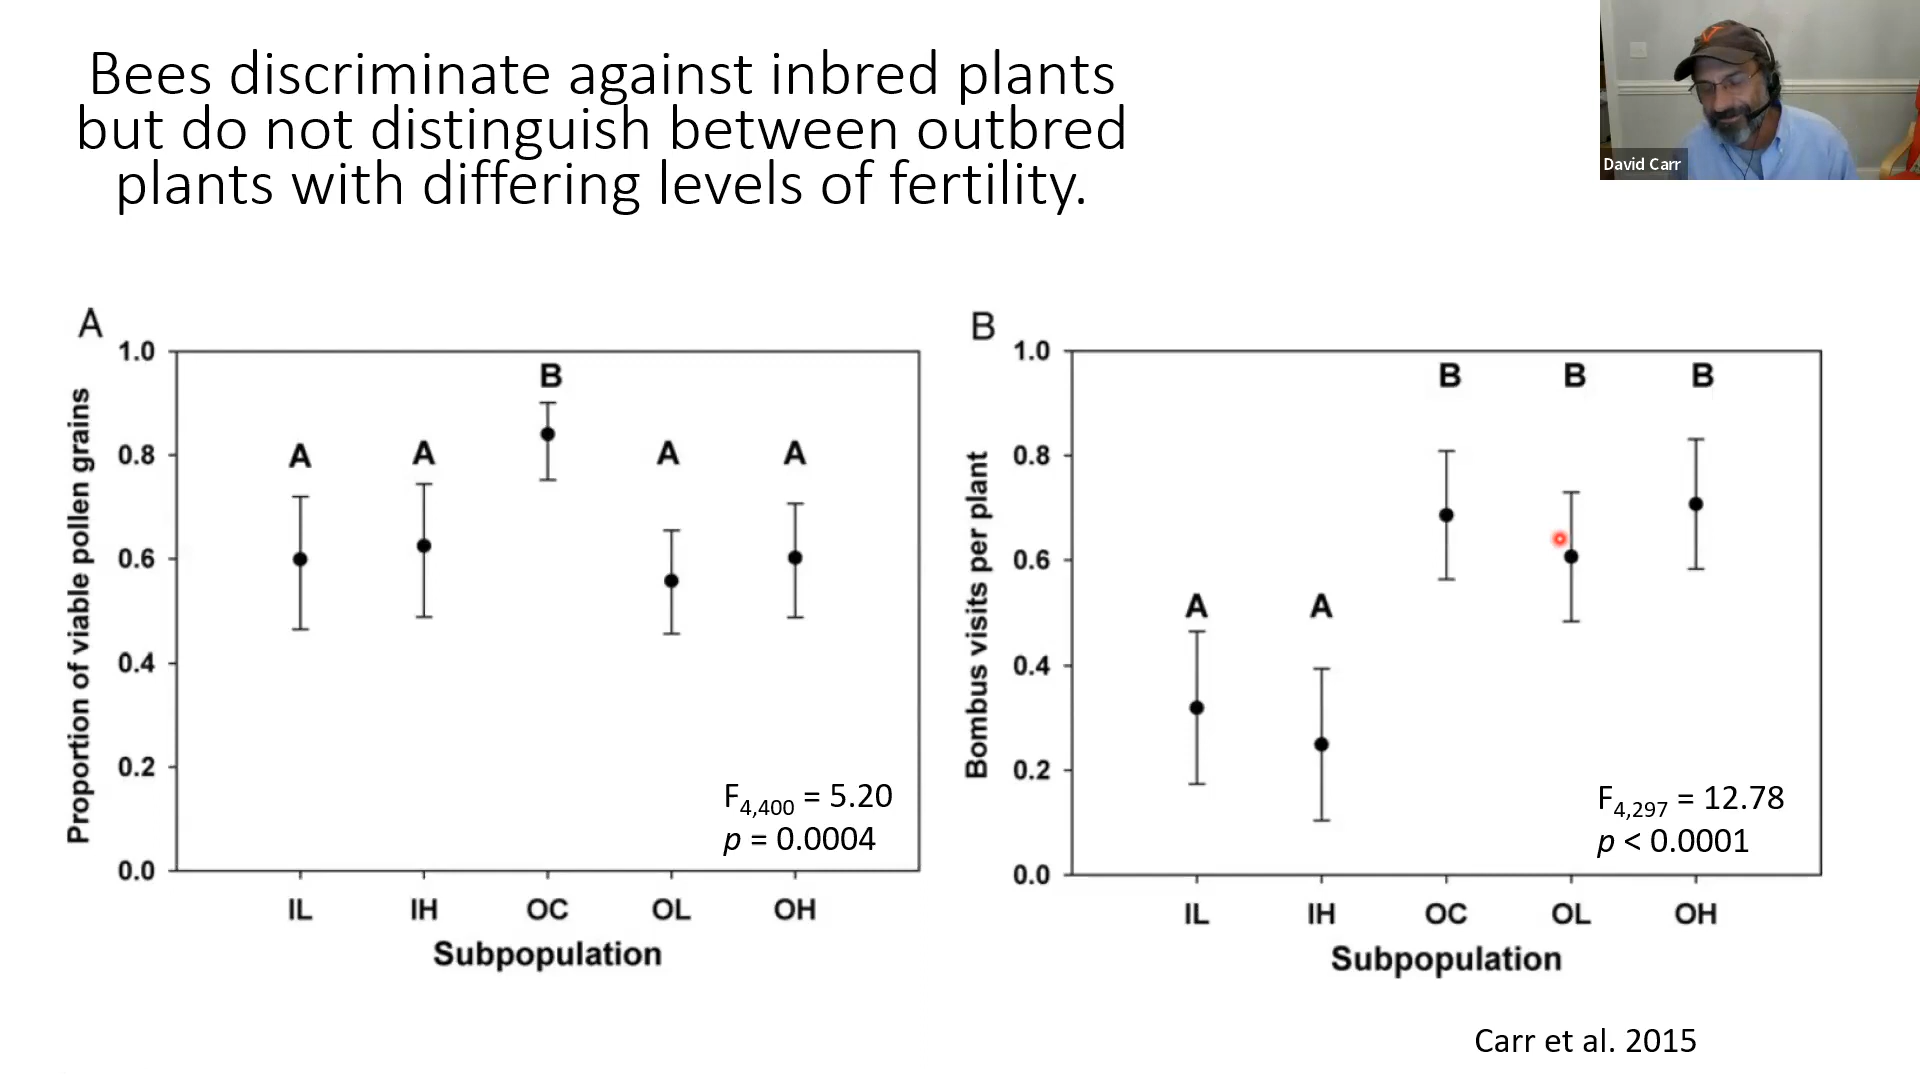 Bees discriminate against inbred plants
but do not distinguish between outbred
plants with differing levels of fertility.
David Carr
A
1.0
0.8
0.6
0.4
0.2
0.0
Proportion of viable pollen grains
A
A
B
A
A
F4,400 = 5.20
p = 0.0004
IL IH OC OL OH
Subpopulation
B
1.0
0.8
0.6
0.4
0.2
0.0
Bombus visits per plant
A
A
B
B
B
F4,297 = 12.78
p < 0.0001
IL IH OC OL OH
Subpopulation
Carr et al. 2015